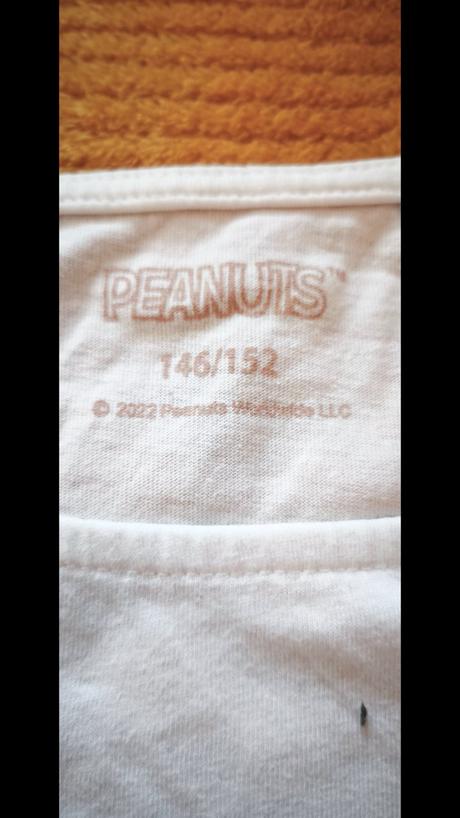 PEANUTS™
146/152
© 2022 Peanuts Worldwide LLC